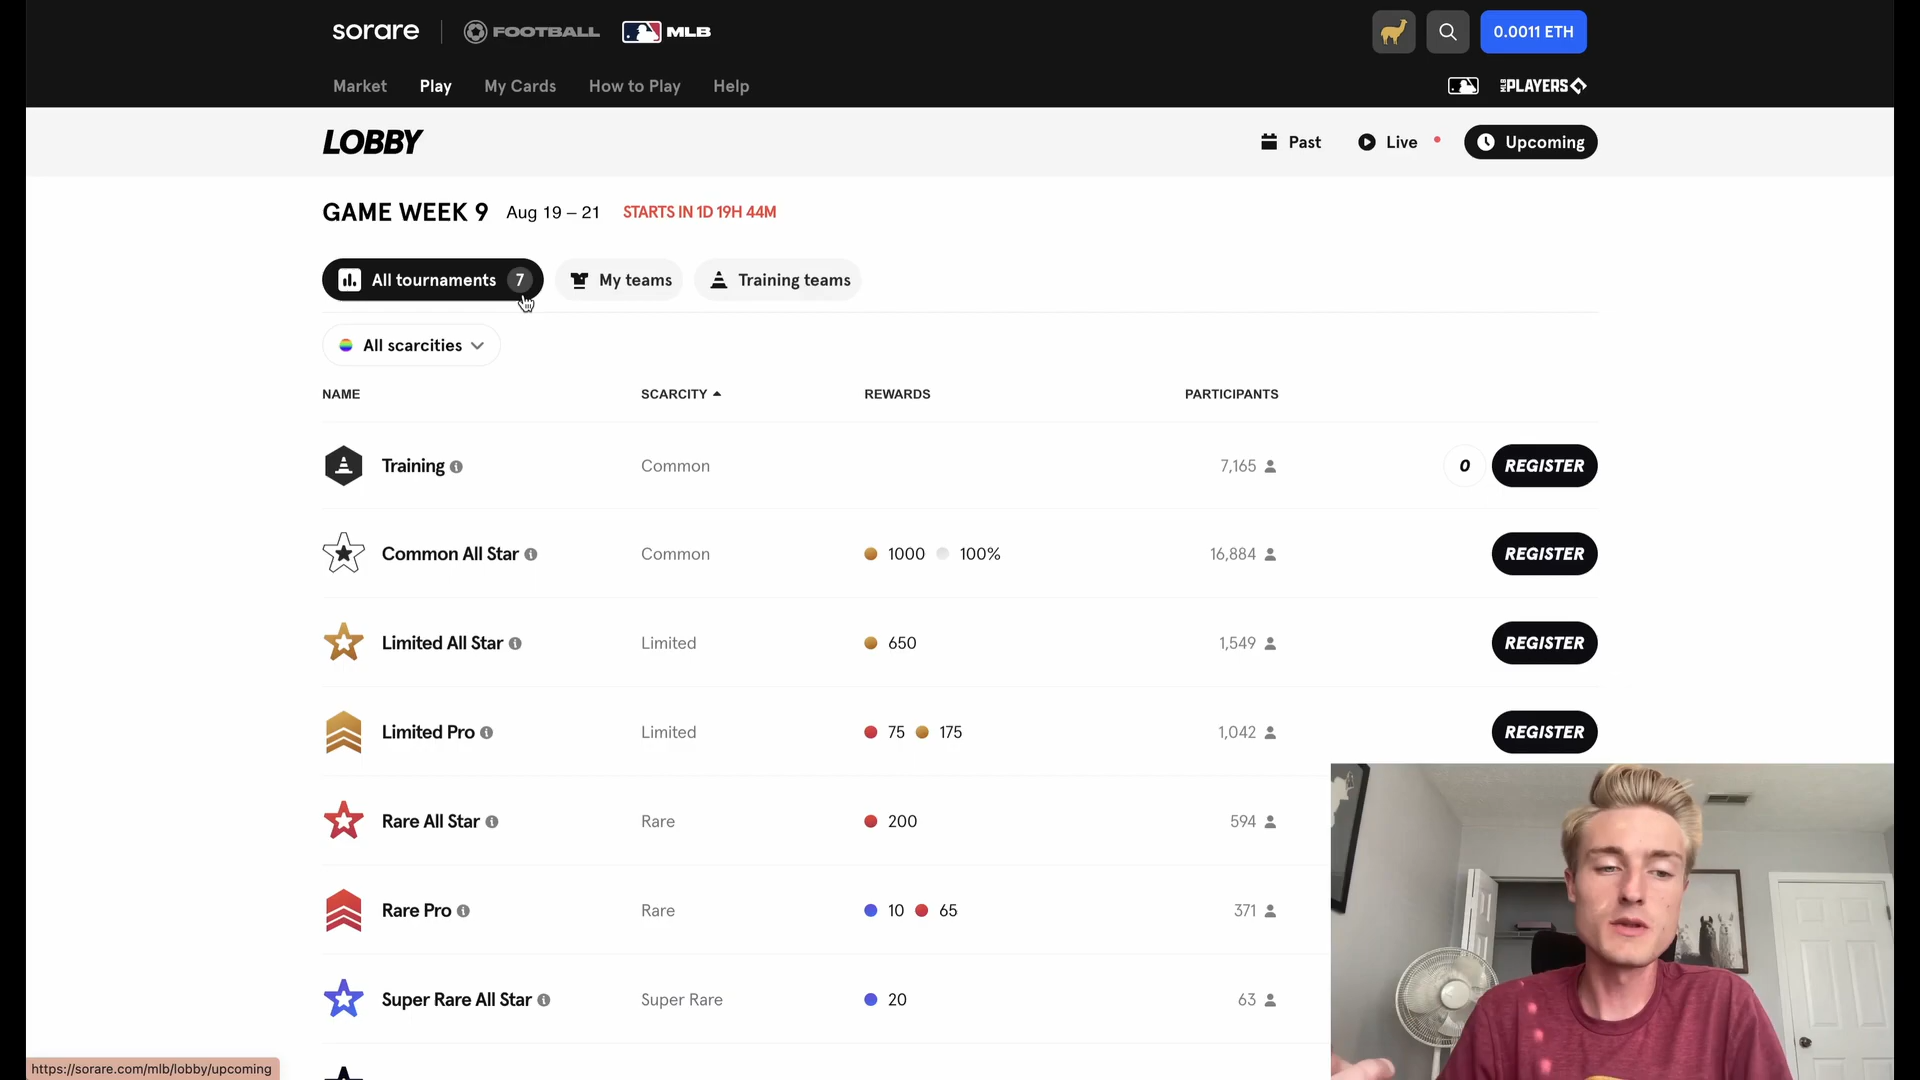 sorare FOOTBALL MLB 0.0011 ETH
Market Play My Cards How to Play Help MLB PLAYERS
LOBBY Past Live Upcoming
GAME WEEK 9 Aug 19 – 21 STARTS IN 1D 19H 44M
All tournaments 7 My teams Training teams
All scarcities
NAME SCARCITY REWARDS PARTICIPANTS
Training Common 7,165 0 REGISTER
Common All Star Common 1000 100% 16,884 REGISTER
Limited All Star Limited 650 1,549 REGISTER
Limited Pro Limited 75 175 1,042 REGISTER
Rare All Star Rare 200 594
Rare Pro Rare 10 65 371
Super Rare All Star Super Rare 20 63
https://sorare.com/mlb/lobby/upcoming